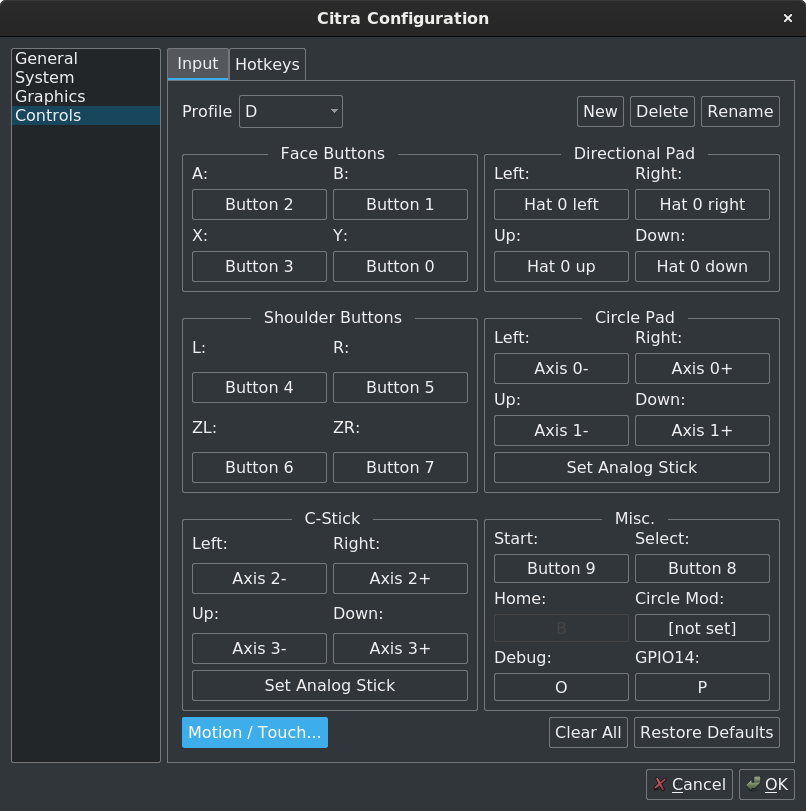 Citra Configuration
×
General
System
Graphics
Controls
Input
Hotkeys
Profile
D
New
Delete
Rename
Face Buttons
A:
B:
Button 2
Button 1
X:
Y:
Button 3
Button 0
Directional Pad
Left:
Right:
Hat 0 left
Hat 0 right
Up:
Down:
Hat 0 up
Hat 0 down
Shoulder Buttons
L:
R:
Button 4
Button 5
ZL:
ZR:
Button 6
Button 7
Circle Pad
Left:
Right:
Axis 0-
Axis 0+
Up:
Down:
Axis 1-
Axis 1+
Set Analog Stick
C-Stick
Left:
Right:
Axis 2-
Axis 2+
Up:
Down:
Axis 3-
Axis 3+
Set Analog Stick
Misc.
Start:
Select:
Button 9
Button 8
Home:
Circle Mod:
B
[not set]
Debug:
GPIO14:
O
P
Motion / Touch...
Clear All
Restore Defaults
Cancel
OK